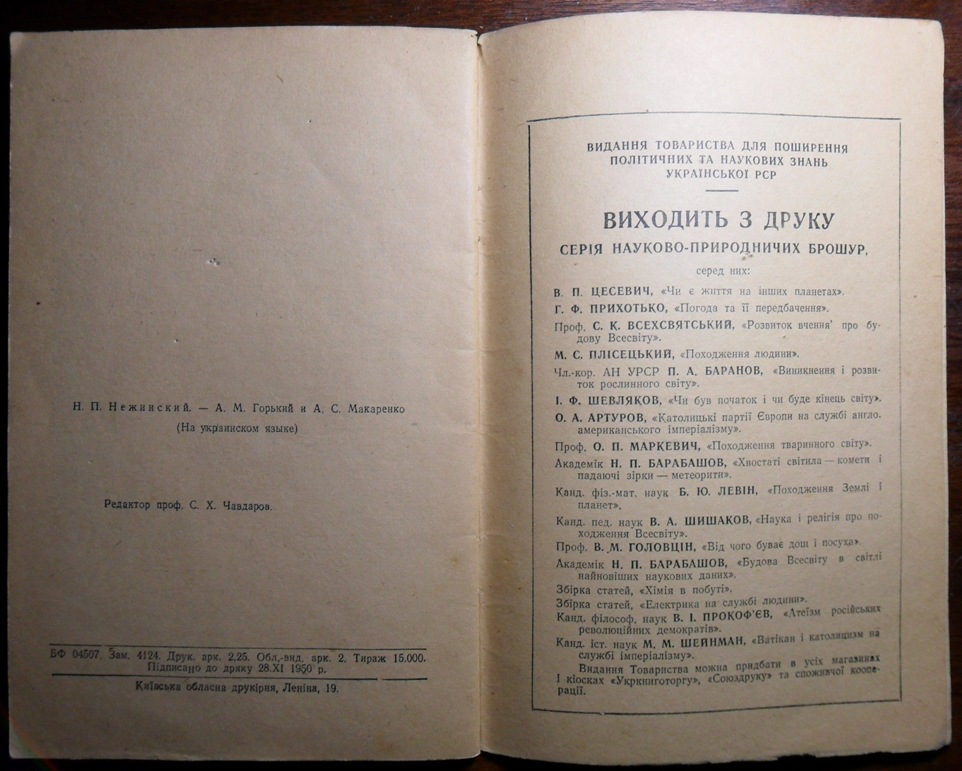 Н. П. Нежинский. — А. М. Горький и А. С. Макаренко
(На украинском языке)
Редактор проф. С. Х. Чавдаров.
БФ 04507. Зам. 4124. Друк. арк. 2,25. Обл.-вид. арк. 2. Тираж 15.000.
Підписано до друку 28.XI 1950 р.
Київська обласна друкірня, Леніна, 19.
ВИДАННЯ ТОВАРИСТВА ДЛЯ ПОШИРЕННЯ
ПОЛІТИЧНИХ ТА НАУКОВИХ ЗНАНЬ
УКРАЇНСЬКОЇ РСР
ВИХОДИТЬ З ДРУКУ
СЕРІЯ НАУКОВО-ПРИРОДНИЧИХ БРОШУР,
серед них:
В. П. ЦЕСЕВИЧ, «Чи є життя на інших планетах».
Г. Ф. ПРИХОТЬКО, «Погода та її передбачення».
Проф. С. К. ВСЕХСВЯТСЬКИЙ, «Розвиток вчення про бу-
дову Всесвіту».
М. С. ПЛІСЕЦЬКИЙ, «Походження людини».
Чл.-кор. АН УРСР П. А. БАРАНОВ, «Виникнення і розви-
ток рослинного світу».
І. Ф. ШЕВЛЯКОВ, «Чи був початок і чи буде кінець світу».
О. А. АРТУРОВ, «Католицькі партії Європи на службі англо-
американського імперіалізму».
Проф. О. П. МАРКЕВИЧ, «Походження тваринного світу».
Академік Н. П. БАРАБАШОВ, «Хвостаті світила — комети і
падаючі зірки — метеорити».
Канд. фіз.-мат. наук Б. Ю. ЛЕВІН, «Походження Землі і
планет».
Канд. пед. наук В. А. ШИШАКОВ, «Наука і релігія про по-
ходження Всесвіту».
Проф. В. М. ГОЛОВЦІН, «Від чого буває дощ і посуха».
Академік Н. П. БАРАБАШОВ, «Будова Всесвіту в світлі
найновіших наукових даних».
Збірка статей, «Хімія в побуті».
Збірка статей, «Електрика на службі людини».
Канд. філософ. наук В. І. ПРОКОФ'ЄВ, «Атеїзм російських
революційних демократів».
Канд. іст. наук М. М. ШЕЙНМАН, «Ватікан і католицизм на
службі імперіалізму».
Видання Товариства можна придбати в усіх магазинах
і кіосках «Укркниготоргу», «Союздруку» та споживчої коопе-
рації.